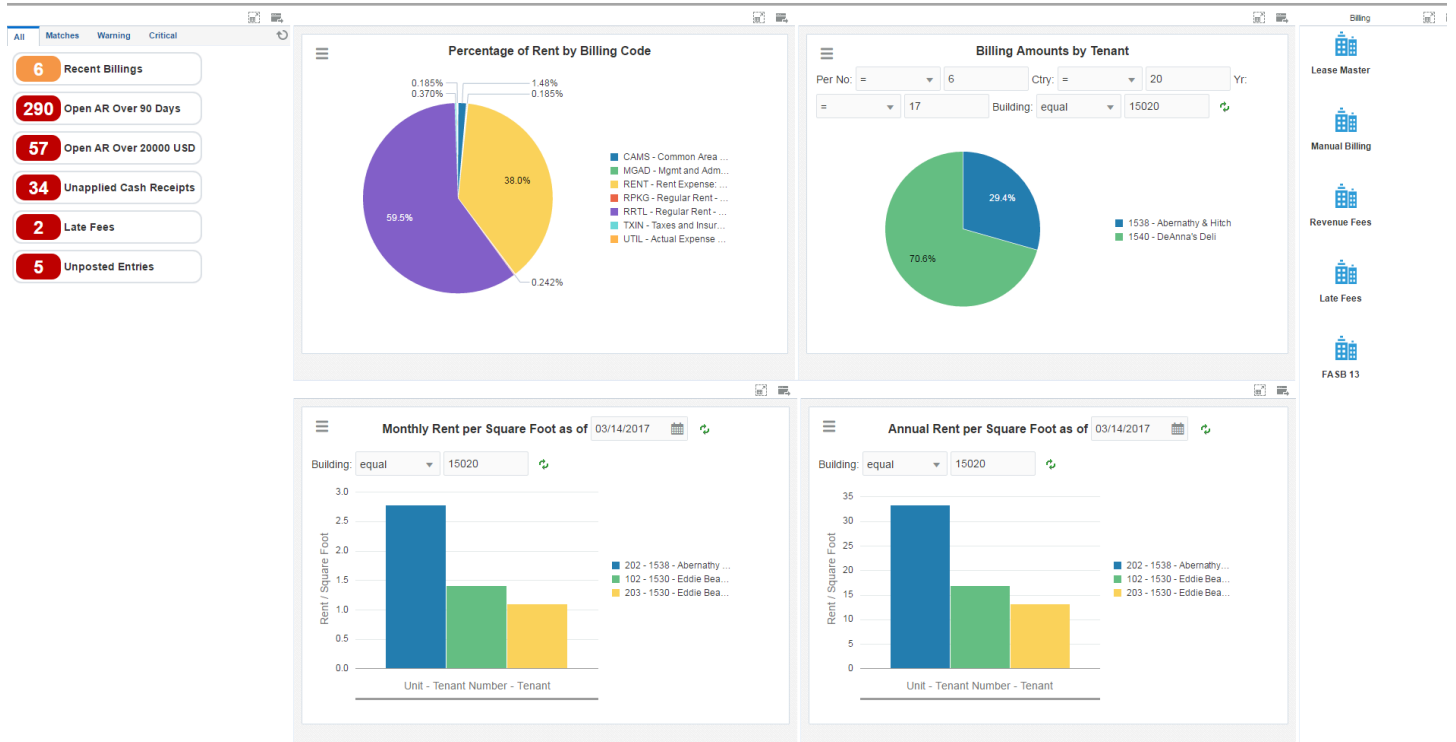 All Matches Warning Critical
6 Recent Billings
290 Open AR Over 90 Days
57 Open AR Over 20000 USD
34 Unapplied Cash Receipts
2 Late Fees
5 Unposted Entries
Percentage of Rent by Billing Code
0.185%
0.370%
1.48%
0.185%
38.0%
59.5%
0.242%
CAMS - Common Area ...
MGAD - Mgmt and Adm...
RENT - Rent Expense: ...
RPKG - Regular Rent - ...
RRTL - Regular Rent - ...
TXIN - Taxes and Insur...
UTIL - Actual Expense ...
Billing Amounts by Tenant
Per No: = 6 Ctry: = 20 Yr:
= 17 Building: equal 15020
29.4%
70.6%
1538 - Abernathy & Hitch
1540 - DeAnna's Deli
Billing
Lease Master
Manual Billing
Revenue Fees
Late Fees
FASB 13
Monthly Rent per Square Foot as of 03/14/2017
Building: equal 15020
3.0
2.5
2.0
1.5
1.0
0.5
0.0
Rent / Square Foot
Unit - Tenant Number - Tenant
202 - 1538 - Abernathy ...
102 - 1530 - Eddie Bea...
203 - 1530 - Eddie Bea...
Annual Rent per Square Foot as of 03/14/2017
Building: equal 15020
35
30
25
20
15
10
5
0
Rent / Square Foot
Unit - Tenant Number - Tenant
202 - 1538 - Abernathy...
102 - 1530 - Eddie Bea...
203 - 1530 - Eddie Bea...